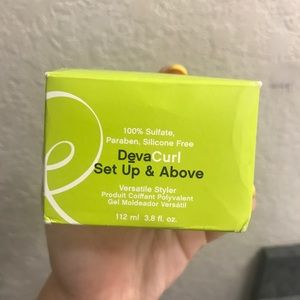 100% Sulfate,
Paraben, Silicone Free
DevaCurl
Set Up & Above
Versatile Styler
Produit Coiffant Polyvalent
Gel Moldeador Versátil
112 ml 3.8 fl. oz.